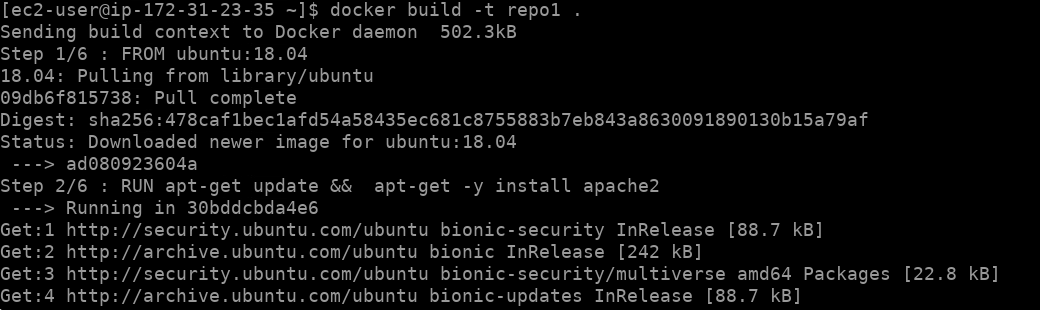 [ec2-user@ip-172-31-23-35 ~]$ docker build -t repo1 .
Sending build context to Docker daemon  502.3kB
Step 1/6 : FROM ubuntu:18.04
18.04: Pulling from library/ubuntu
09db6f815738: Pull complete
Digest: sha256:478caf1bec1afd54a58435ec681c8755883b7eb843a8630091890130b15a79af
Status: Downloaded newer image for ubuntu:18.04
 ---> ad080923604a
Step 2/6 : RUN apt-get update &&  apt-get -y install apache2
 ---> Running in 30bddcbda4e6
Get:1 http://security.ubuntu.com/ubuntu bionic-security InRelease [88.7 kB]
Get:2 http://archive.ubuntu.com/ubuntu bionic InRelease [242 kB]
Get:3 http://security.ubuntu.com/ubuntu bionic-security/multiverse amd64 Packages [22.8 kB]
Get:4 http://archive.ubuntu.com/ubuntu bionic-updates InRelease [88.7 kB]